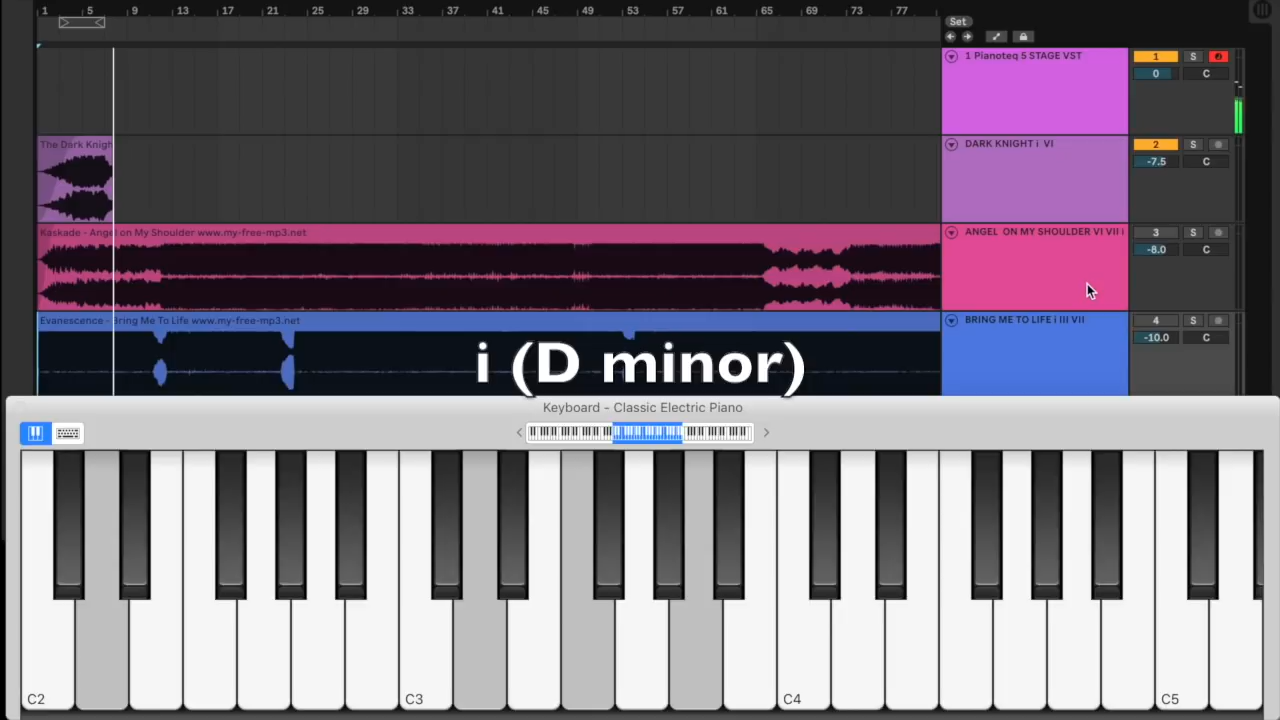 1 5 9 13 17 21 25 29 33 37 41 45 49 53 57 61 65 69 73 77
Set
1 Pianoteq 5 STAGE VST
1 S
0 C
The Dark Knigh
DARK KNIGHT i VI
2 S
-7.5 C
Kaskade - Angel on My Shoulder www.my-free-mp3.net
ANGEL ON MY SHOULDER VI VII i
3 S
-8.0 C
Evanescence - Bring Me To Life www.my-free-mp3.net
BRING ME TO LIFE i III VII
4 S
-10.0 C
i (D minor)
Keyboard - Classic Electric Piano
C2 C3 C4 C5